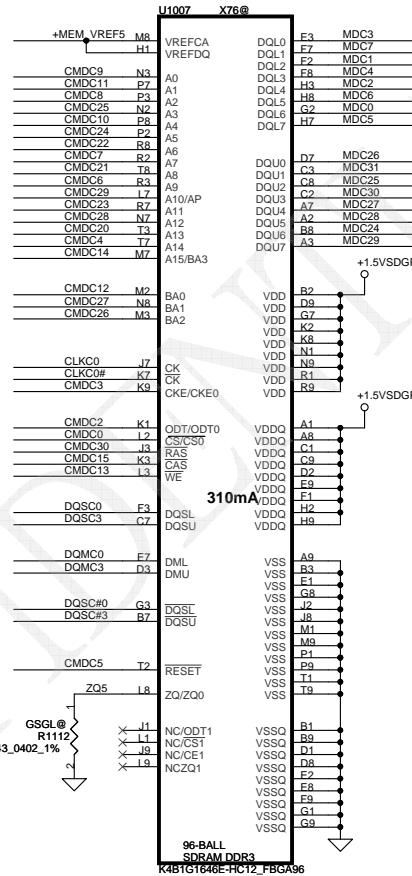 U1007 X76@
+MEM_VREF5 M8 VREFCA DQL0 E3 MDC3
H1 VREFDQ DQL1 F7 MDC7
DQL2 F2 MDC1
CMDC9 N3 A0 DQL3 F8 MDC4
CMDC11 P7 A1 DQL4 H3 MDC2
CMDC8 P3 A2 DQL5 H8 MDC6
CMDC25 N2 A3 DQL6 G2 MDC0
CMDC10 P8 A4 DQL7 H7 MDC5
CMDC24 P2 A5
CMDC22 R8 A6
CMDC7 R2 A7 DQU0 D7 MDC26
CMDC21 T8 A8 DQU1 C3 MDC31
CMDC6 R3 A9 DQU2 C8 MDC25
CMDC29 L7 A10/AP DQU3 C2 MDC30
CMDC23 R7 A11 DQU4 A7 MDC27
CMDC28 N7 A12 DQU5 A2 MDC28
CMDC20 T3 A13 DQU6 B8 MDC24
CMDC4 T7 A14 DQU7 A3 MDC29
CMDC14 M7 A15/BA3
+1.5VSDGP
CMDC12 M2 BA0 VDD B2
CMDC27 N8 BA1 VDD D9
CMDC26 M3 BA2 VDD G7
VDD K2
VDD K8
VDD N1
CLKC0 J7 CK VDD N9
CLKC0# K7 CK VDD R1
CMDC3 K9 CKE/CKE0 VDD R9
+1.5VSDGP
CMDC2 K1 ODT/ODT0 VDDQ A1
CMDC0 L2 CS/CS0 VDDQ A8
CMDC30 J3 RAS VDDQ C1
CMDC15 K3 CAS VDDQ C9
CMDC13 L3 WE VDDQ D2
VDDQ E9
310mA VDDQ F1
DQSC0 F3 DQSL VDDQ H2
DQSC3 C7 DQSU VDDQ H9
DQMC0 E7 DML VSS A9
DQMC3 D3 DMU VSS B3
VSS E1
VSS G8
DQSC#0 G3 DQSL VSS J2
DQSC#3 B7 DQSU VSS J8
VSS M1
VSS M9
VSS P1
CMDC5 T2 RESET VSS P9
VSS T1
ZQ5 L8 ZQ/ZQ0 VSS T9
1
GSGL@
R1112
43_0402_1%
2
J1 NC/ODT1 VSSQ B1
L1 NC/CS1 VSSQ B9
J9 NC/CE1 VSSQ D1
L9 NCZQ1 VSSQ D8
VSSQ E2
VSSQ E8
VSSQ F9
VSSQ G1
VSSQ G9
96-BALL
SDRAM DDR3
K4B1G1646E-HC12_FBGA96